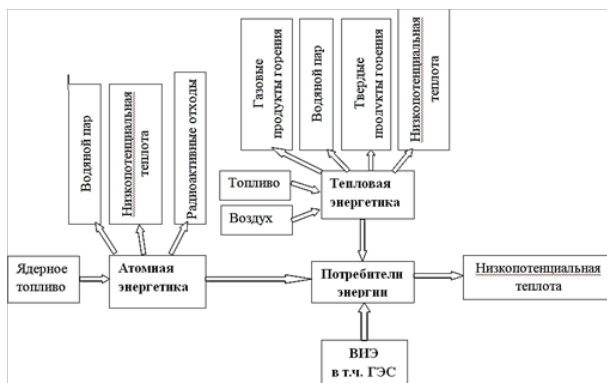 Газовые
продукты горения
Водяной пар
Твердые
продукты горения
Низкопотенциальная
теплота
Водяной пар
Низкопотенциальная
теплота
Радиоактивные отходы
Топливо
Воздух
Тепловая
энергетика
Ядерное
топливо
Атомная
энергетика
Потребители
энергии
Низкопотенциальная
теплота
ВИЭ
в т.ч. ГЭС